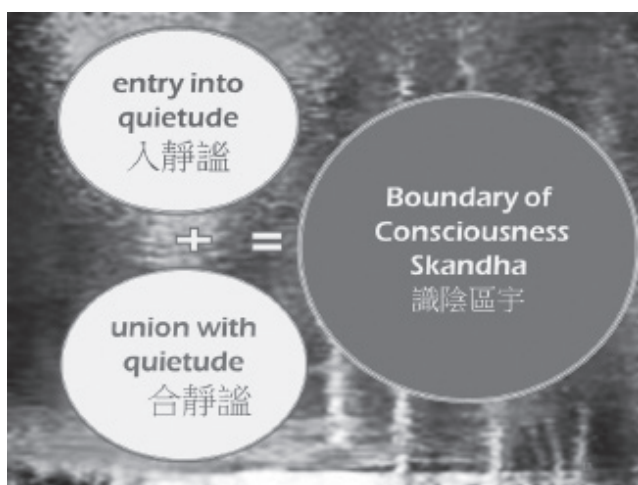 entry into
quietude
入靜謐
+
=
union with
quietude
合靜謐
Boundary of
Consciousness
Skandha
識陰區宇